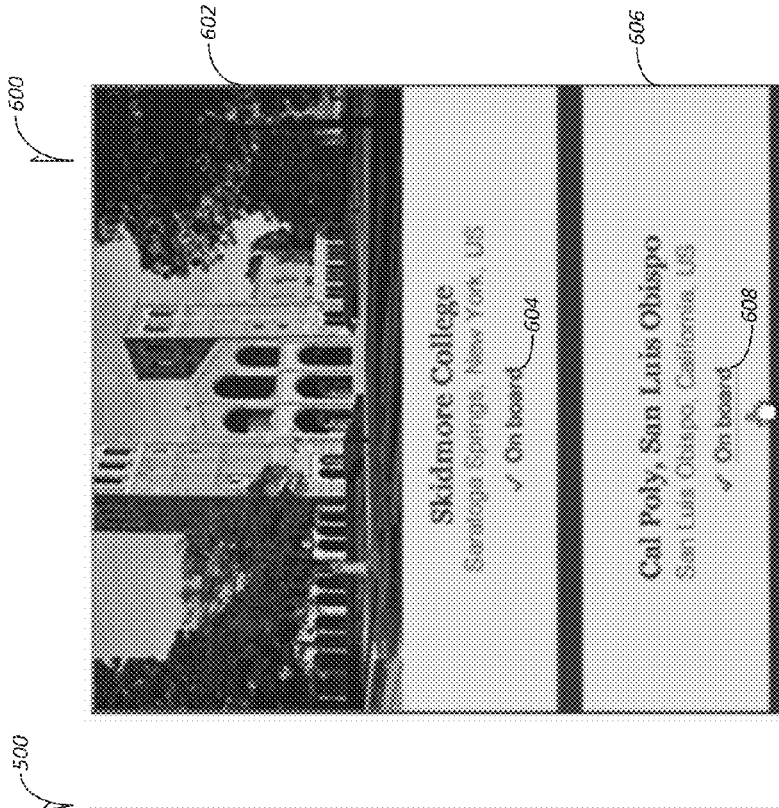 600
602
Skidmore College
Saratoga Springs, New York, US
✓ On board
604
606
Cal Poly, San Luis Obispo
San Luis Obispo, California, US
✓ On board
608
500